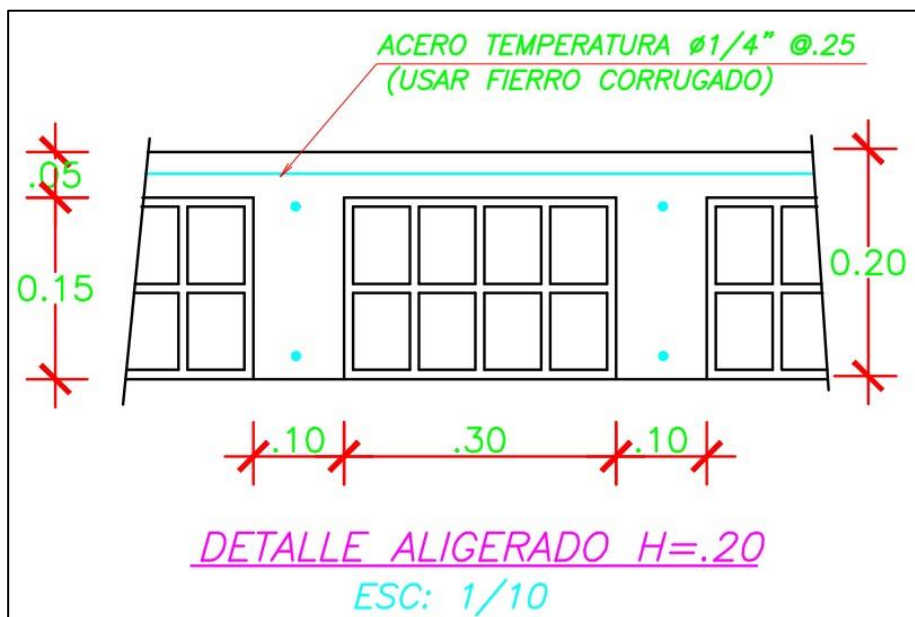 ACERO TEMPERATURA ø1/4" @.25
(USAR FIERRO CORRUGADO)
.05
0.15
0.20
.10
.30
.10
DETALLE ALIGERADO H=.20
ESC: 1/10